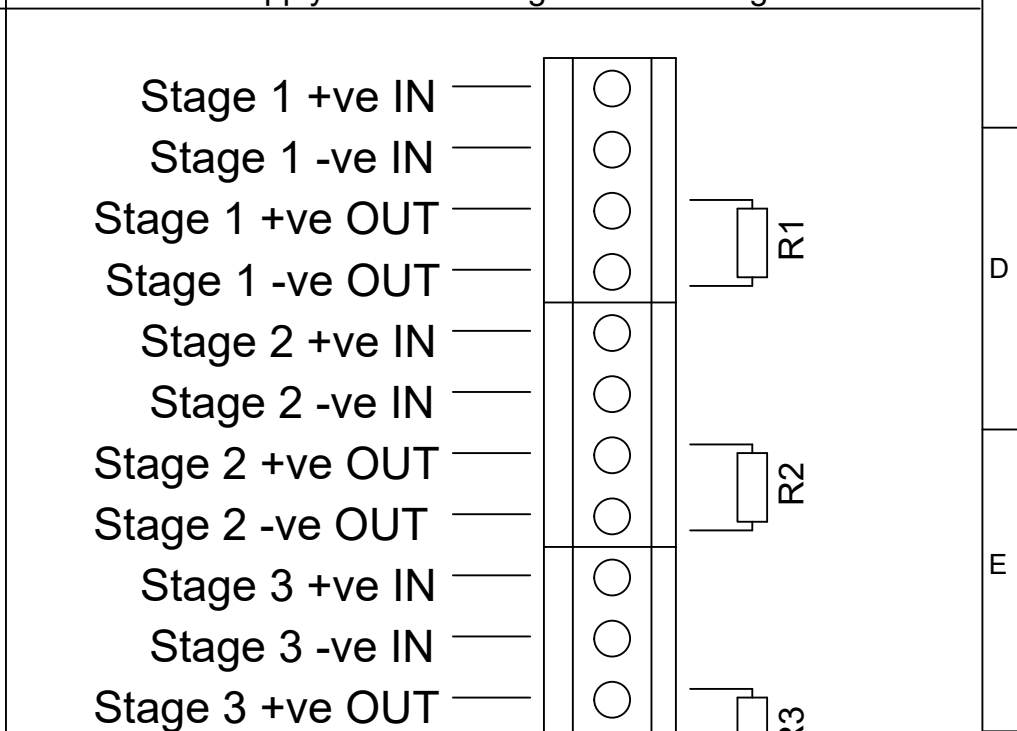 Stage 1 +ve IN
Stage 1 -ve IN
Stage 1 +ve OUT
R1
Stage 1 -ve OUT
D
Stage 2 +ve IN
Stage 2 -ve IN
Stage 2 +ve OUT
R2
Stage 2 -ve OUT
Stage 3 +ve IN
E
Stage 3 -ve IN
Stage 3 +ve OUT